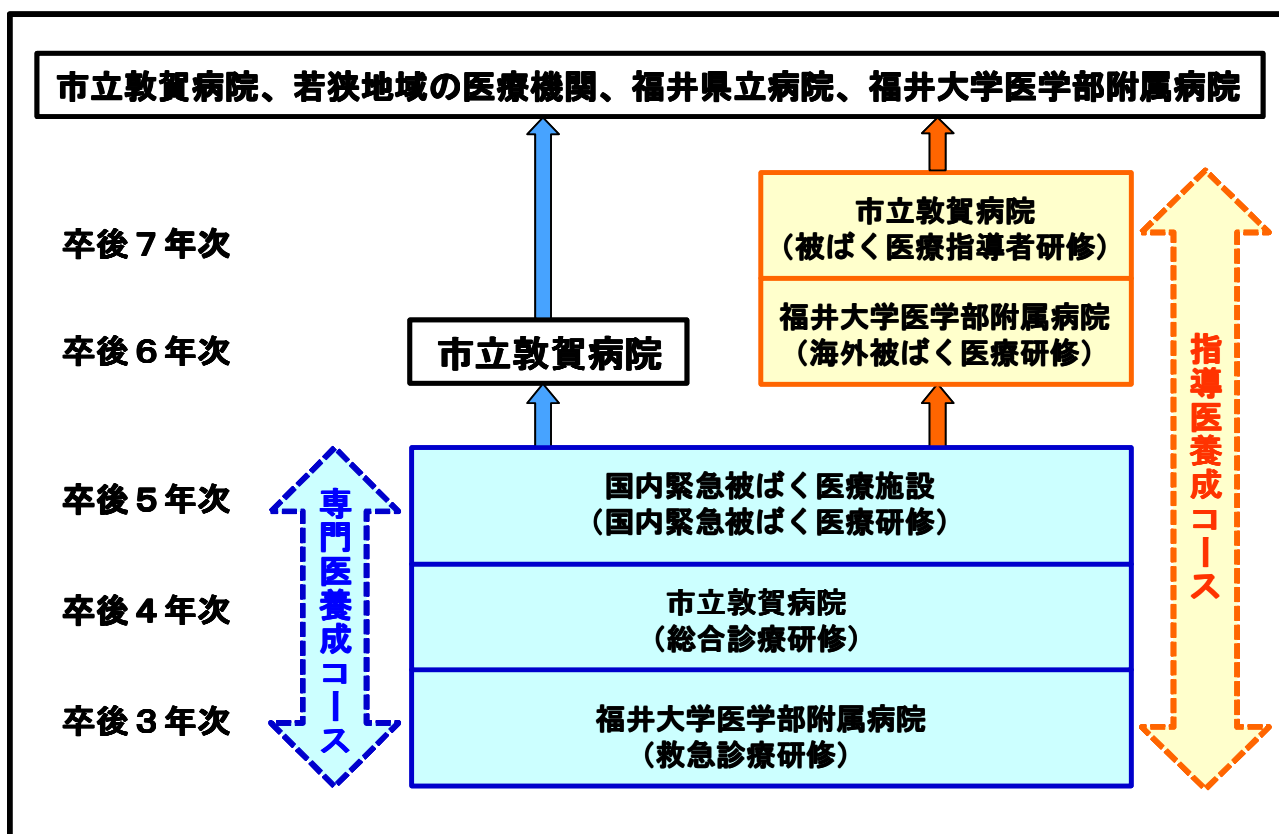 市立敦賀病院、若狭地域の医療機関、福井県立病院、福井大学医学部附属病院
卒後７年次
市立敦賀病院
（被ばく医療指導者研修）
卒後６年次
市立敦賀病院
福井大学医学部附属病院
（海外被ばく医療研修）
卒後５年次
国内緊急被ばく医療施設
（国内緊急被ばく医療研修）
卒後４年次
市立敦賀病院
（総合診療研修）
卒後３年次
福井大学医学部附属病院
（救急診療研修）
専門医養成コース
指導医養成コース